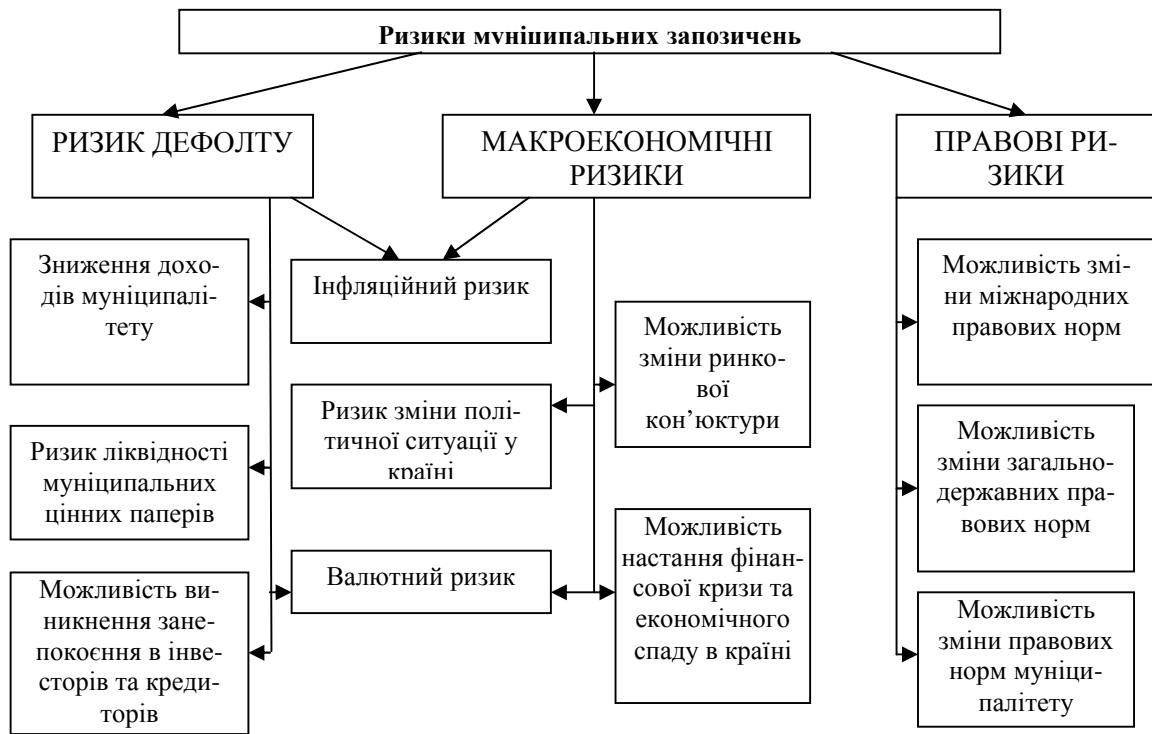 Ризики муніципальних запозичень
РИЗИК ДЕФОЛТУ
МАКРОЕКОНОМІЧНІ
РИЗИКИ
ПРАВОВІ РИ-
ЗИКИ
Зниження дохо-
дів муніципалі-
тету
Інфляційний ризик
Можливість
зміни ринко-
вої
кон’юктури
Можливість змі-
ни міжнародних
правових норм
Ризик ліквідності
муніципальних
цінних паперів
Ризик зміни полі-
тичної ситуації у
країні
Можливість
зміни загально-
державних пра-
вових норм
Можливість ви-
никнення зане-
покоєння в інве-
сторів та креди-
торів
Валютний ризик
Можливість
настання фінан-
сової кризи та
економічного
спаду в країні
Можливість
зміни правових
норм муніци-
палітету